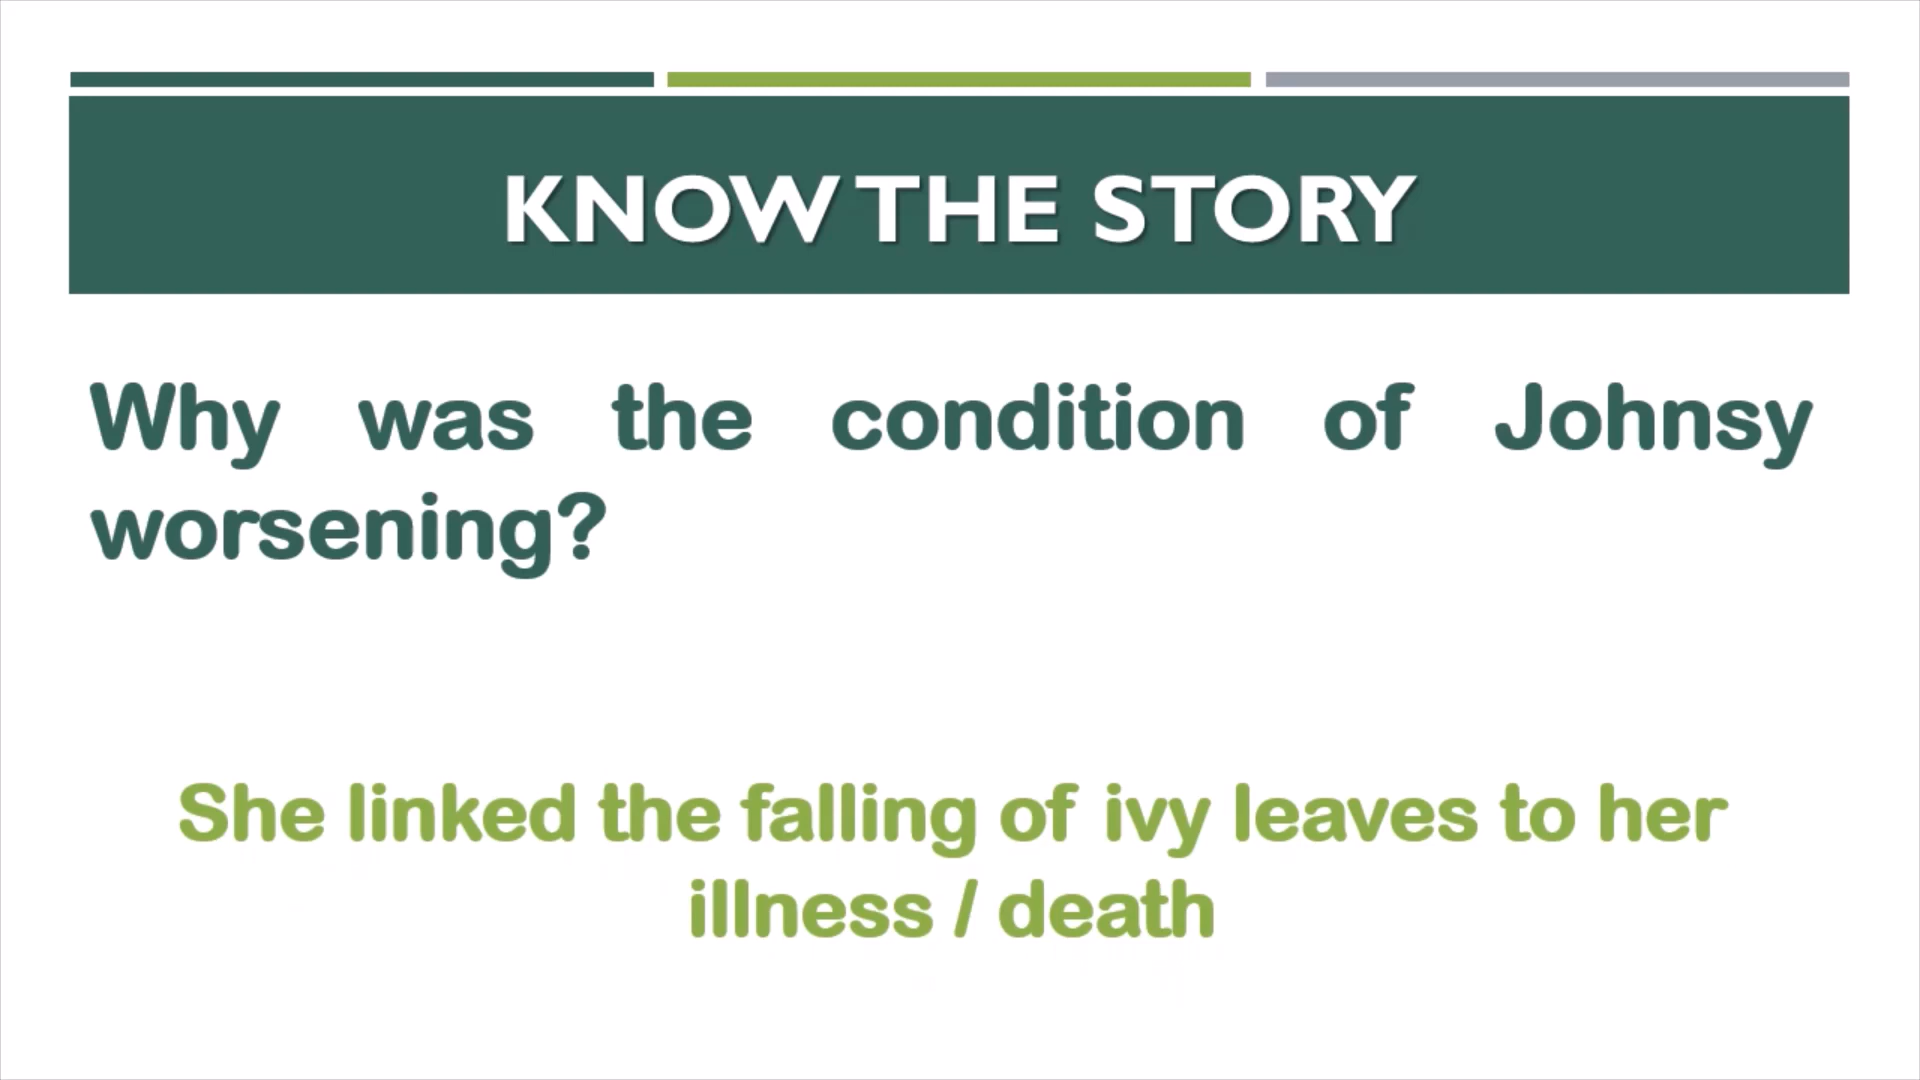 KNOW THE STORY
Why was the condition of Johnsy
worsening?
She linked the falling of ivy leaves to her
illness / death